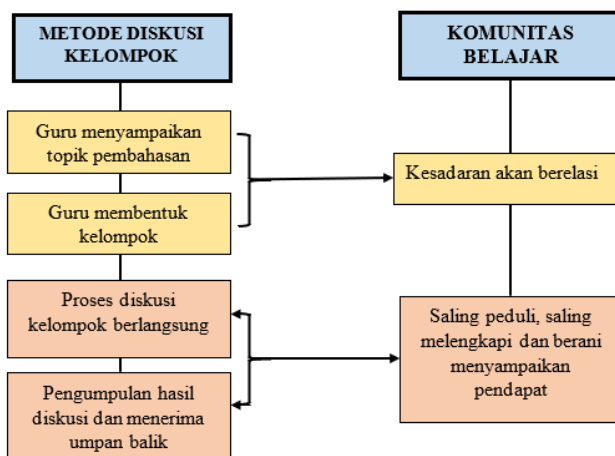 METODE DISKUSI
KELOMPOK
Guru menyampaikan
topik pembahasan
Guru membentuk
kelompok
Proses diskusi
kelompok berlangsung
Pengumpulan hasil
diskusi dan menerima
umpan balik
KOMUNITAS
BELAJAR
Kesadaran akan berelasi
Saling peduli, saling
melengkapi dan berani
menyampaikan
pendapat